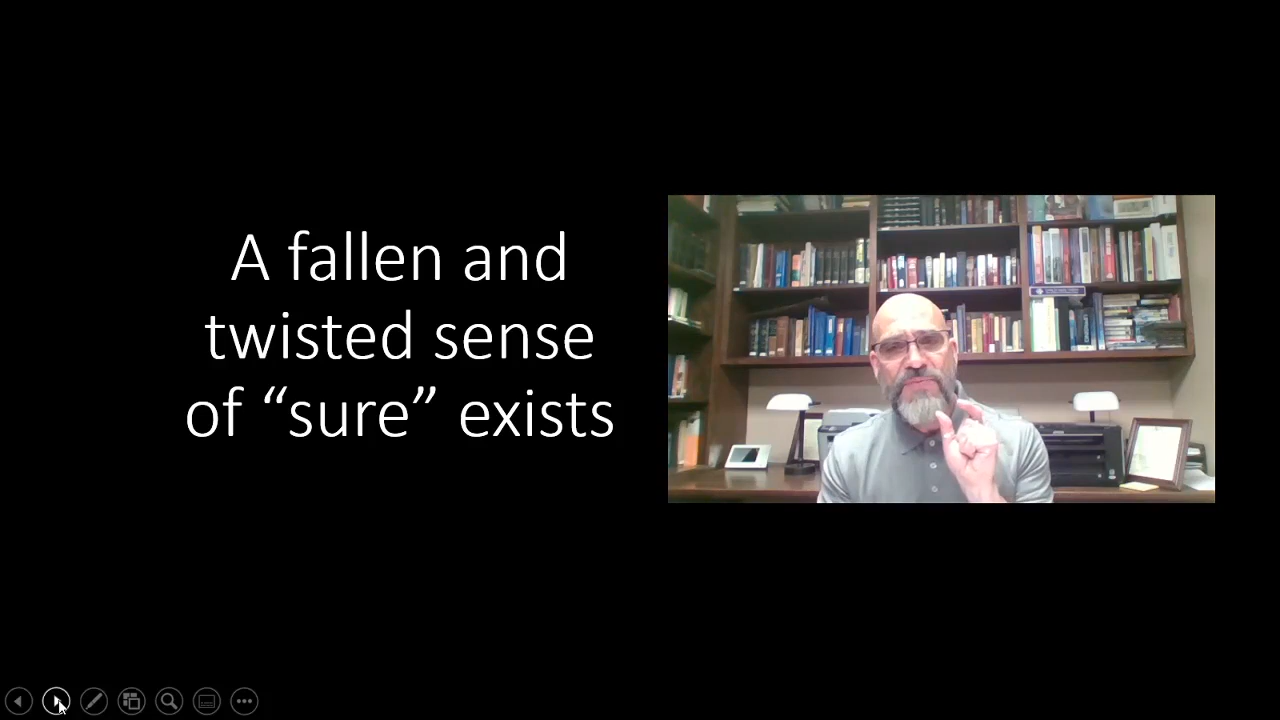 A fallen and
twisted sense
of “sure” exists